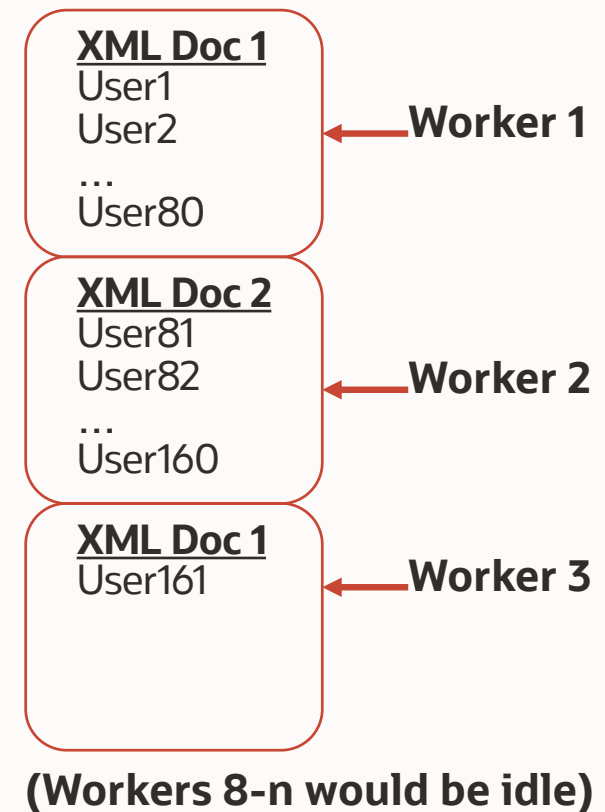 XML Doc 1
User1
User2
...
User80
Worker 1
XML Doc 2
User81
User82
...
User160
Worker 2
XML Doc 1
User161
Worker 3
(Workers 8-n would be idle)